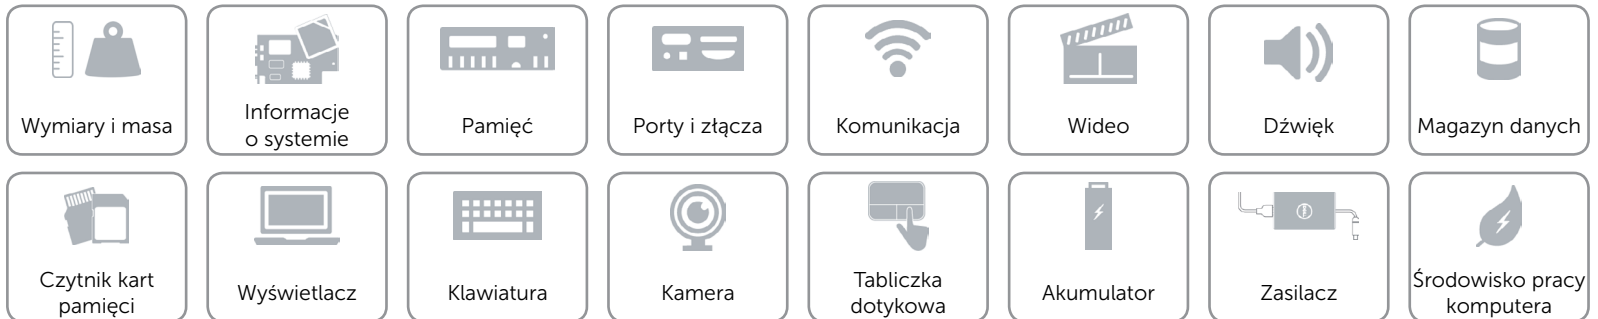 Wymiary i masa
Informacje
o systemie
Pamięć
Porty i złącza
Komunikacja
Wideo
Dźwięk
Magazyn danych
Czytnik kart
pamięci
Wyświetlacz
Klawiatura
Kamera
Tabliczka
dotykowa
Akumulator
Zasilacz
Środowisko pracy
komputera